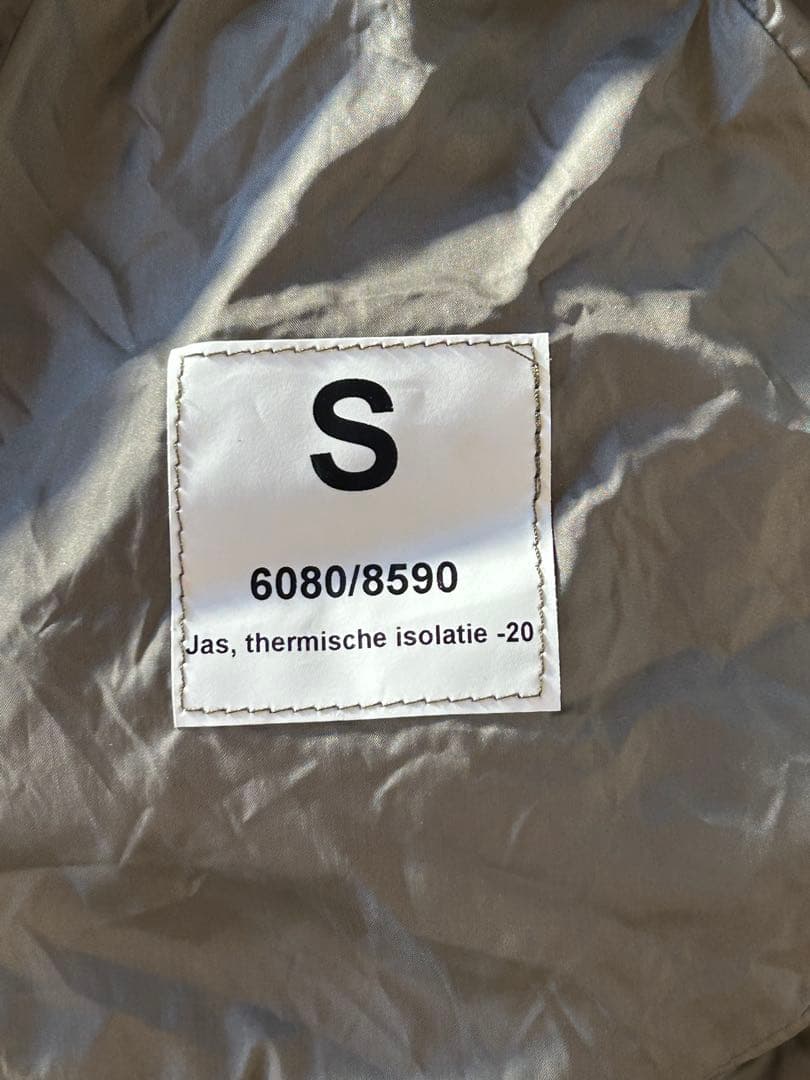 S
6080/8590
Jas, thermische isolatie -20